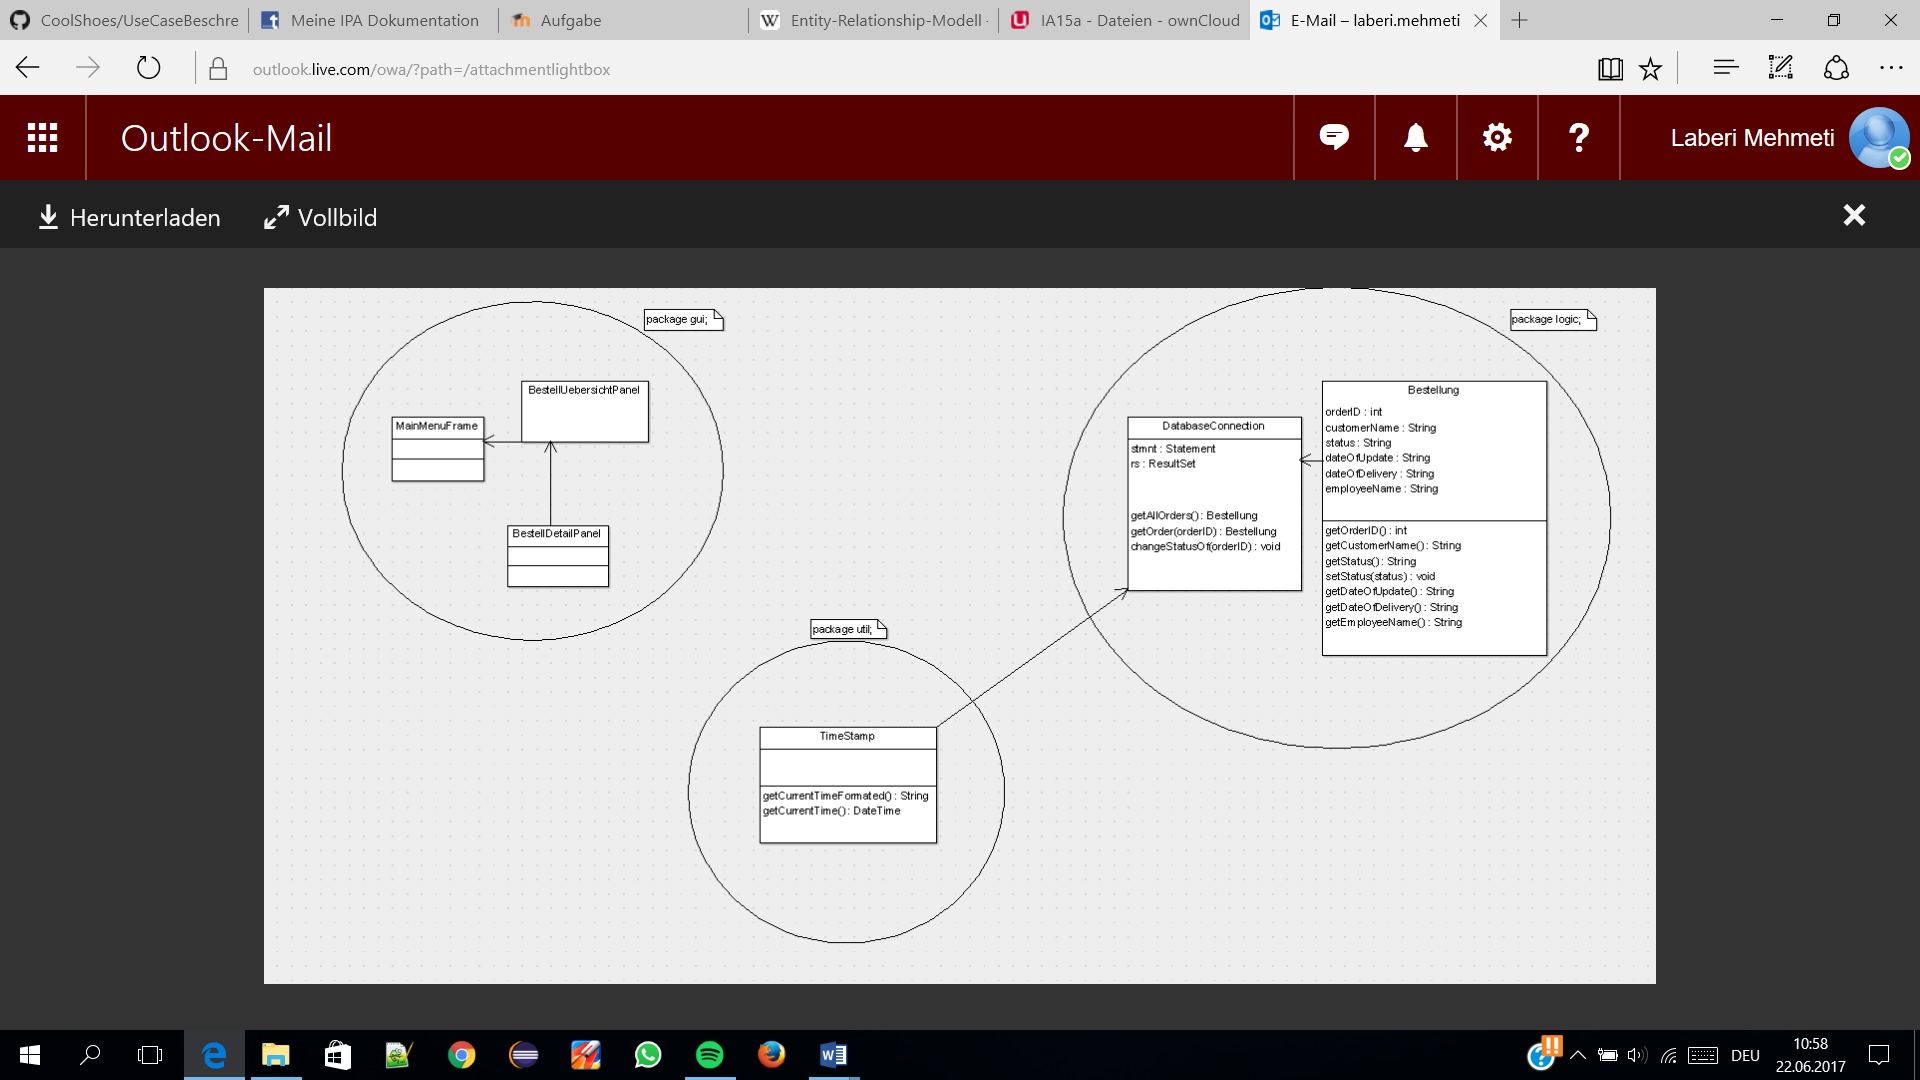 CoolShoes/UseCaseBeschre
Meine IPA Dokumentation
Aufgabe
Entity-Relationship-Modell -
IA15a - Dateien - ownCloud
E-Mail – laberi.mehmeti
outlook.live.com/owa/?path=/attachmentlightbox
Outlook-Mail
Laberi Mehmeti
Herunterladen
Vollbild
package gui;
BestellUebersichtPanel
MainMenuFrame
BestellDetailPanel
package logic;
DatabaseConnection
stmnt : Statement
rs : ResultSet
getAllOrders() : Bestellung
getOrder(orderID) : Bestellung
changeStatusOf(orderID) : void
Bestellung
orderID : int
customerName : String
status : String
dateOfUpdate : String
dateOfDelivery : String
employeeName : String
getOrderID() : int
getCustomerName() : String
getStatus() : String
setStatus(status) : void
getDateOfUpdate() : String
getDateOfDelivery() : String
getEmployeeName() : String
package util;
TimeStamp
getCurrentTimeFormated() : String
getCurrentTime() : DateTime
DEU
10:58
22.06.2017